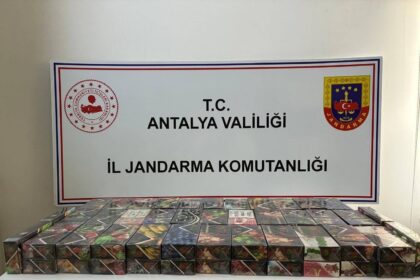 T.C.
ANTALYA VALİLİĞİ
İL JANDARMA KOMUTANLIĞI
JANDARMA